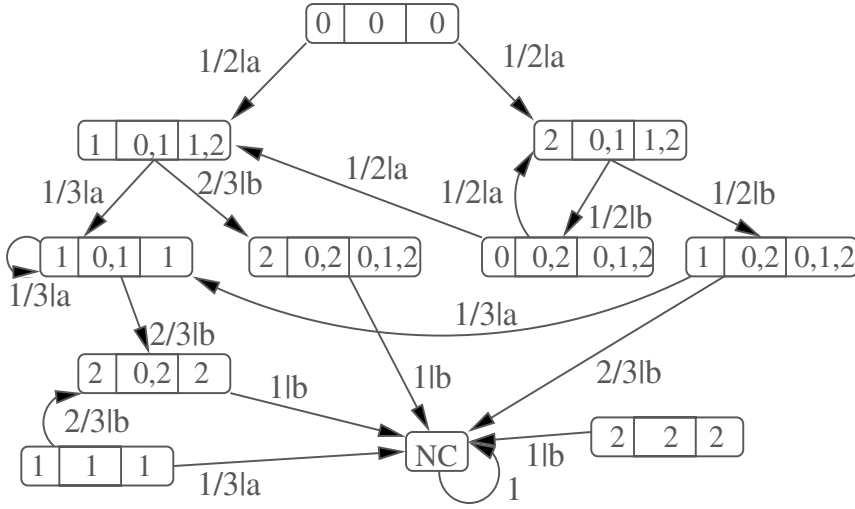 0 0 0
1/2|a 1/2|a
1 0,1 1,2
2 0,1 1,2
1/2|a
1/3|a 2/3|b 1/2|a 1/2|b 1/2|b
1 0,1 1
2 0,2 0,1,2
0 0,2 0,1,2
1 0,2 0,1,2
1/3|a
1/3|a
2/3|b
2 0,2 2
1|b 1|b 2/3|b
2/3|b
2 2 2
1 1 1
NC
1|b
1/3|a
1